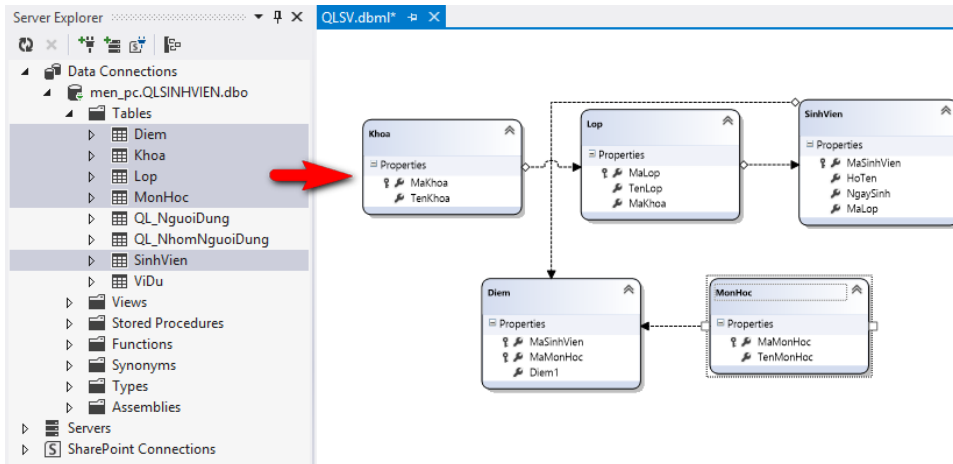 Server Explorer
Data Connections
men_pc.QLSINHVIEN.dbo
Tables
Diem
Khoa
Lop
MonHoc
QL_NguoiDung
QL_NhomNguoiDung
SinhVien
ViDu
Views
Stored Procedures
Functions
Synonyms
Types
Assemblies
Servers
SharePoint Connections
QLSV.dbml*
Khoa
Properties
MaKhoa
TenKhoa
Lop
Properties
MaLop
TenLop
MaKhoa
SinhVien
Properties
MaSinhVien
HoTen
NgaySinh
MaLop
Diem
Properties
MaSinhVien
MaMonHoc
Diem1
MonHoc
Properties
MaMonHoc
TenMonHoc